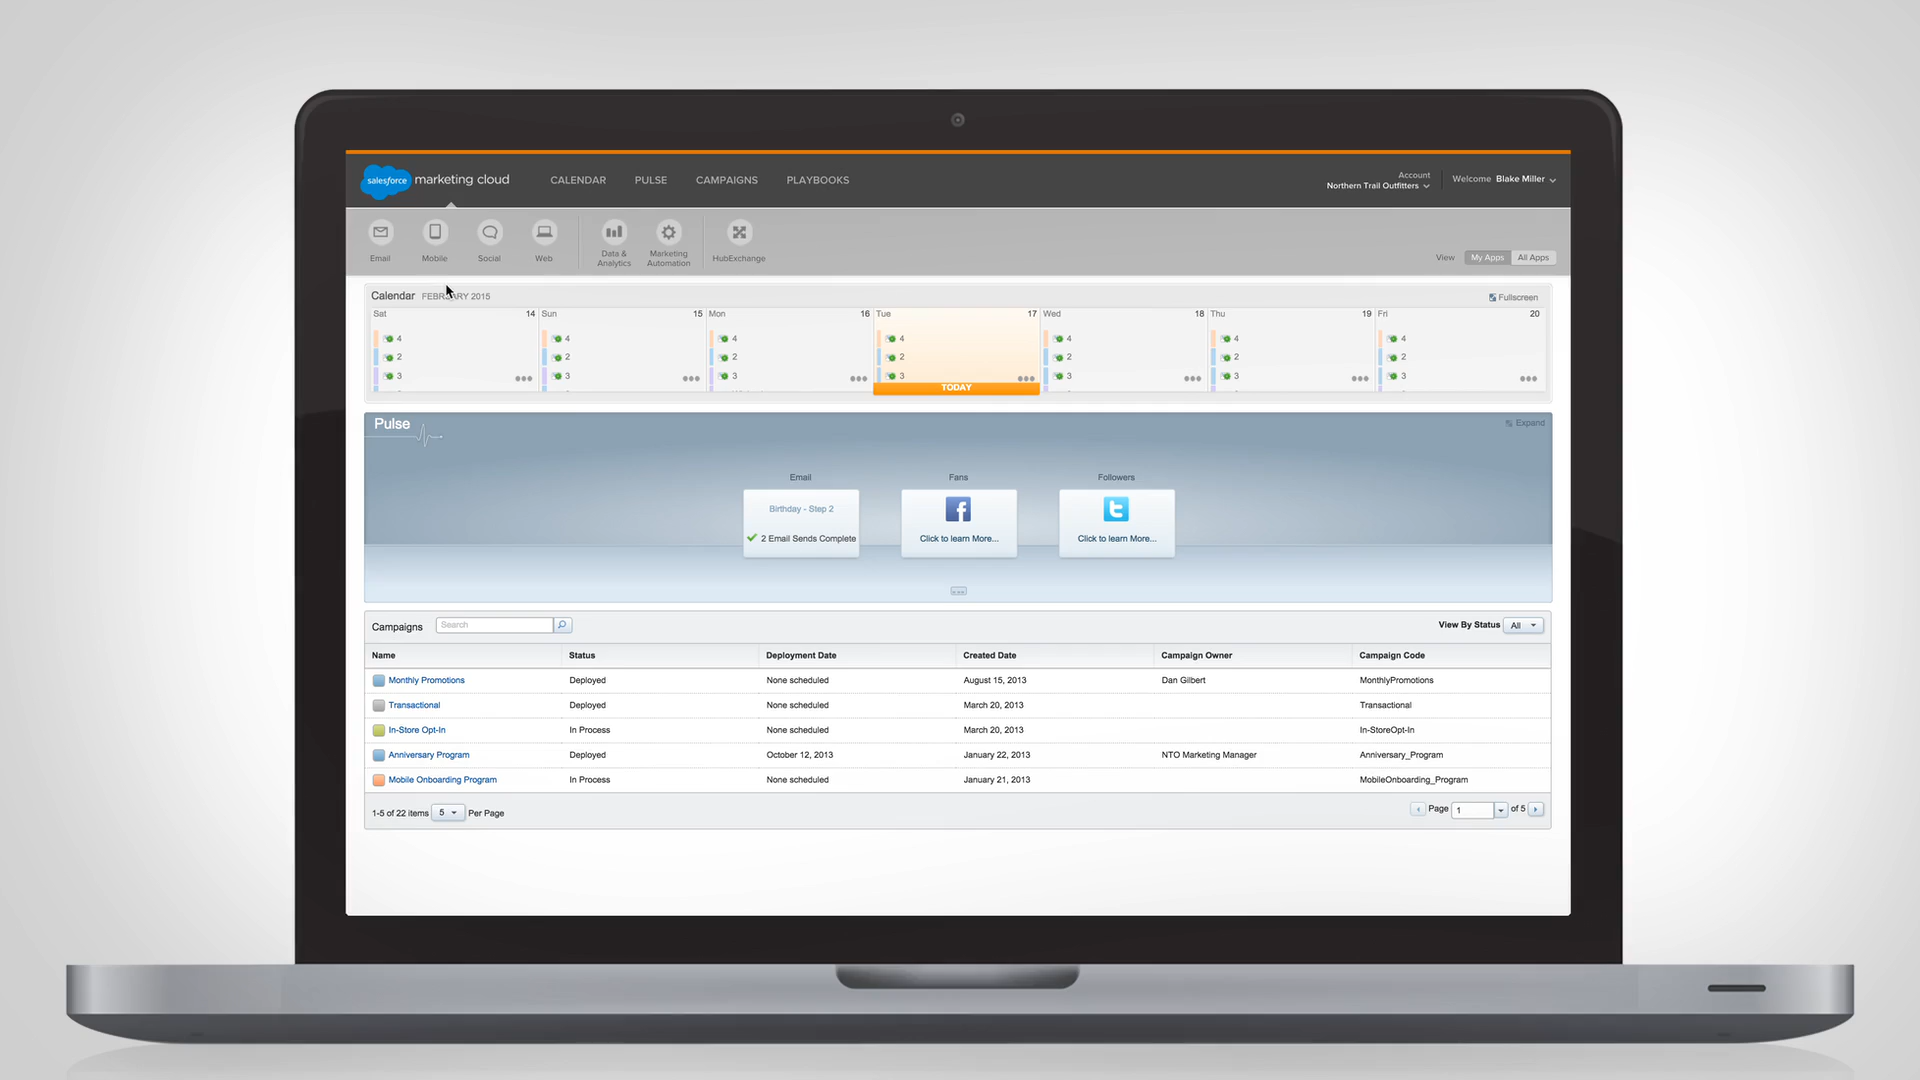 salesforce marketing cloud CALENDAR PULSE CAMPAIGNS PLAYBOOKS
Account
Northern Trail Outfitters
Welcome Blake Miller
Email Mobile Social Web Data & Analytics Marketing Automation HubExchange
View My Apps All Apps
Calendar FEBRUARY 2015 Fullscreen
Sat 14 Sun 15 Mon 16 Tue 17 Wed 18 Thu 19 Fri 20
4 4 4 4 4 4 4
2 2 2 2 2 2 2
3 3 3 3 3 3 3
TODAY
Pulse Expand
Email Fans Followers
Birthday - Step 2
2 Email Sends Complete Click to learn More... Click to learn More...
Campaigns Search View By Status All
Name Status Deployment Date Created Date Campaign Owner Campaign Code
Monthly Promotions Deployed None scheduled August 15, 2013 Dan Gilbert MonthlyPromotions
Transactional Deployed None scheduled March 20, 2013 Transactional
In-Store Opt-In In Process None scheduled March 20, 2013 In-StoreOpt-In
Anniversary Program Deployed October 12, 2013 January 22, 2013 NTO Marketing Manager Anniversary_Program
Mobile Onboarding Program In Process None scheduled January 21, 2013 MobileOnboarding_Program
1-5 of 22 items 5 Per Page Page 1 of 5